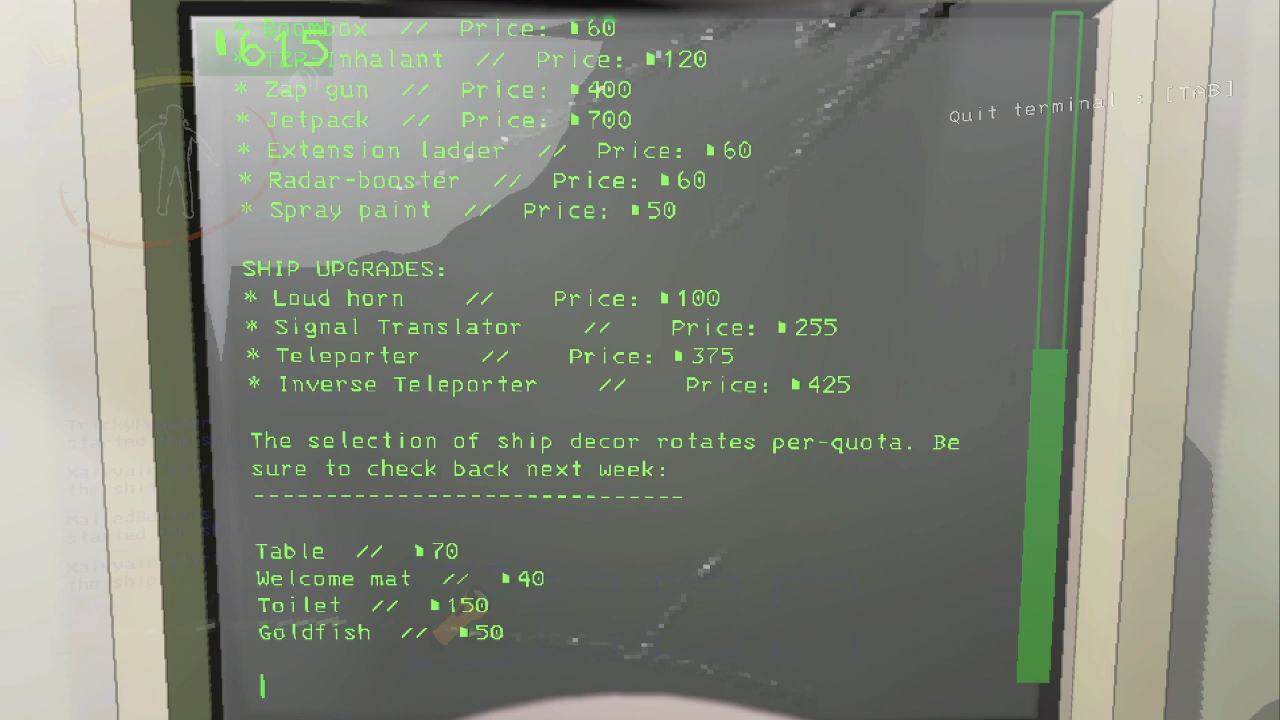 * Boombox // Price: ▮60
▮615
* TZP-Inhalant // Price: ▮120
* Zap gun // Price: ▮400
* Jetpack // Price: ▮700
Quit terminal : [TAB]
* Extension ladder // Price: ▮60
* Radar-booster // Price: ▮60
* Spray paint // Price: ▮50
SHIP UPGRADES:
* Loud horn // Price: ▮100
* Signal Translator // Price: ▮255
* Teleporter // Price: ▮375
* Inverse Teleporter // Price: ▮425
The selection of ship decor rotates per-quota. Be
sure to check back next week:
------------------------------
Table // ▮70
Welcome mat // ▮40
Toilet // ▮150
Goldfish // ▮50